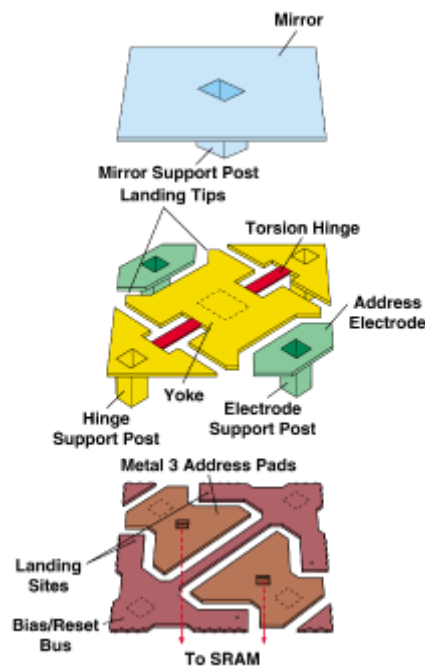 Mirror
Mirror Support Post
Landing Tips
Torsion Hinge
Address
Electrode
Yoke
Hinge
Support Post
Electrode
Support Post
Metal 3 Address Pads
Landing
Sites
Bias/Reset
Bus
To SRAM